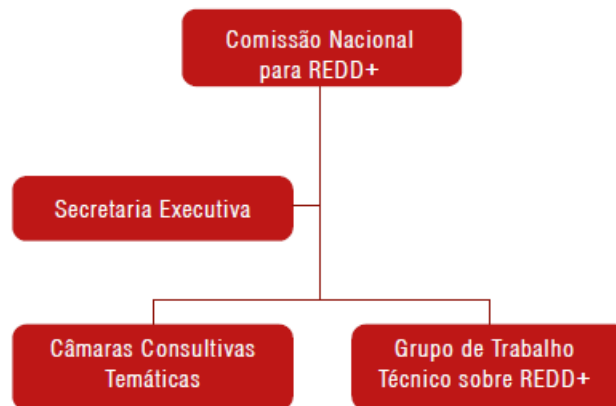 Comissão Nacional
para REDD+
Secretaria Executiva
Câmaras Consultivas
Temáticas
Grupo de Trabalho
Técnico sobre REDD+